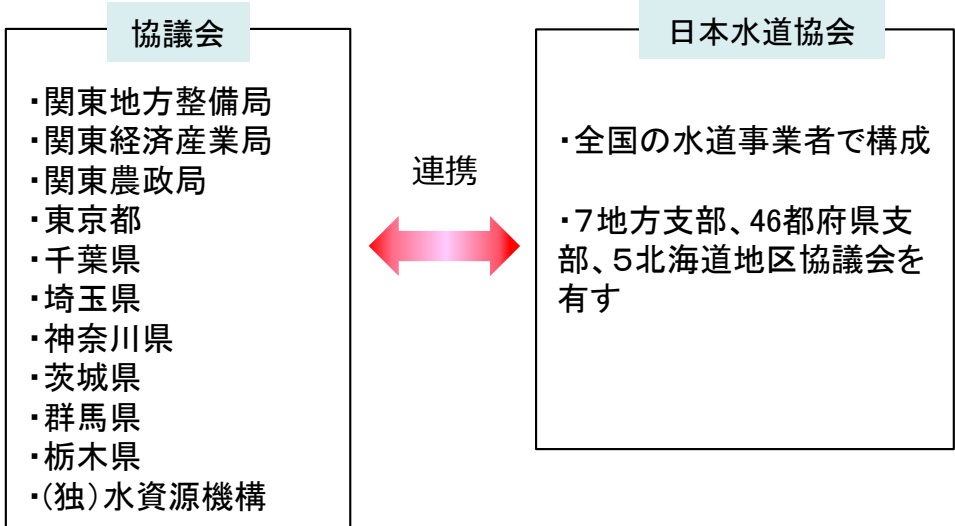 協議会
・関東地方整備局
・関東経済産業局
・関東農政局
・東京都
・千葉県
・埼玉県
・神奈川県
・茨城県
・群馬県
・栃木県
・(独)水資源機構
連携
日本水道協会
・全国の水道事業者で構成
・7地方支部、46都府県支
部、5北海道地区協議会を
有す